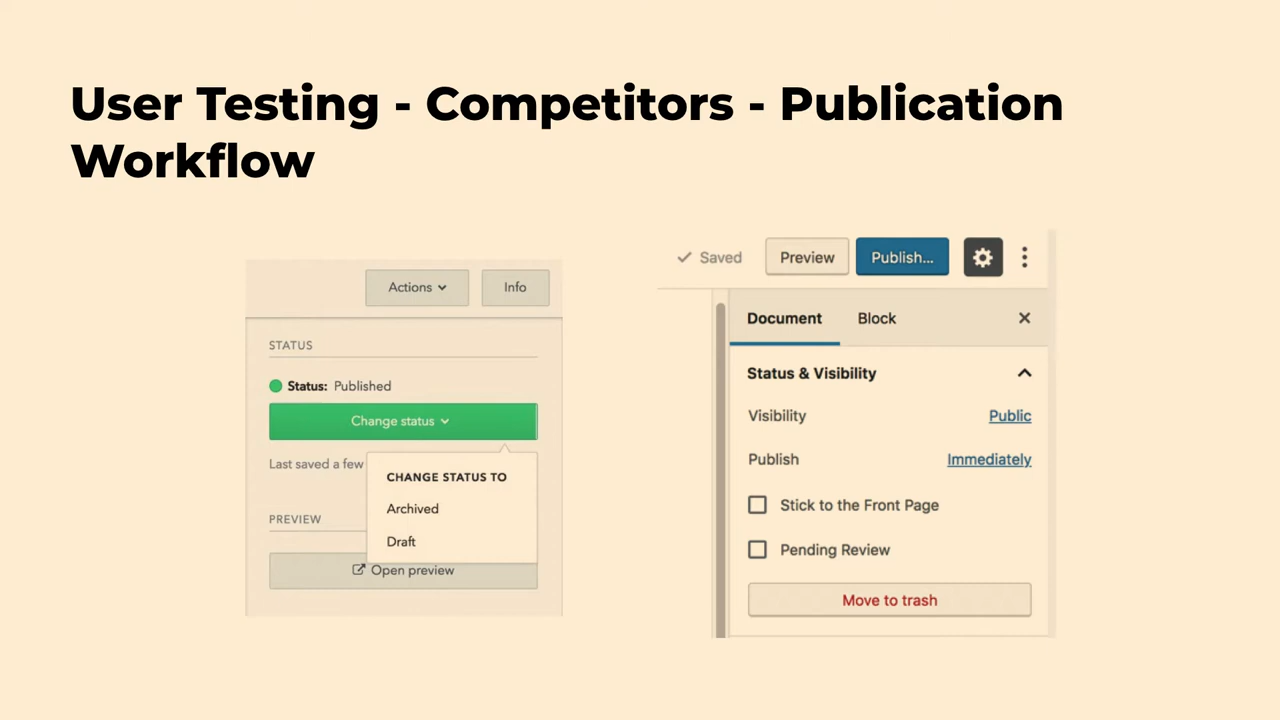 User Testing - Competitors - Publication
Workflow
Actions
Info
STATUS
Status: Published
Change status
Last saved a few
CHANGE STATUS TO
Archived
Draft
PREVIEW
Open preview
Saved
Preview
Publish...
Document
Block
Status & Visibility
Visibility
Public
Publish
Immediately
Stick to the Front Page
Pending Review
Move to trash